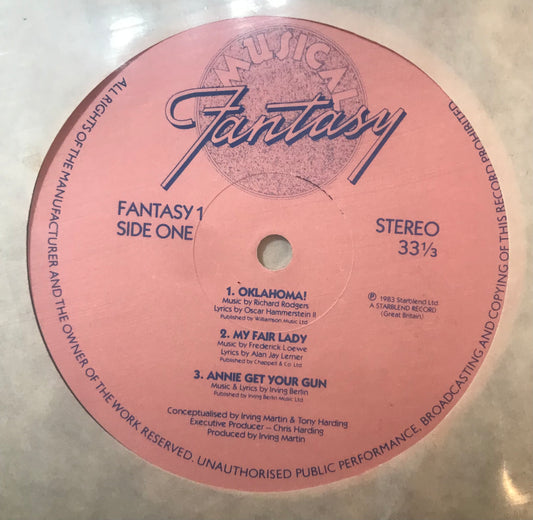 MUSICAL
Fantasy
FANTASY 1
SIDE ONE
STEREO
33⅓
1. OKLAHOMA!
Music by Richard Rodgers
Lyrics by Oscar Hammerstein II
Published by Williamson Music Ltd
2. MY FAIR LADY
Music by Frederick Loewe
Lyrics by Alan Jay Lerner
Published by Chappell & Co Ltd
3. ANNIE GET YOUR GUN
Music & Lyrics by Irving Berlin
Published by Irving Berlin Music Ltd
℗ 1983 Starblend Ltd
A STARBLEND RECORD
(Great Britain)
Conceptualised by Irving Martin & Tony Harding
Executive Producer – Chris Harding
Produced by Irving Martin
ALL RIGHTS OF THE MANUFACTURER AND THE OWNER OF THE WORK RESERVED. UNAUTHORISED PUBLIC PERFORMANCE, BROADCASTING AND COPYING OF THIS RECORD PROHIBITED.